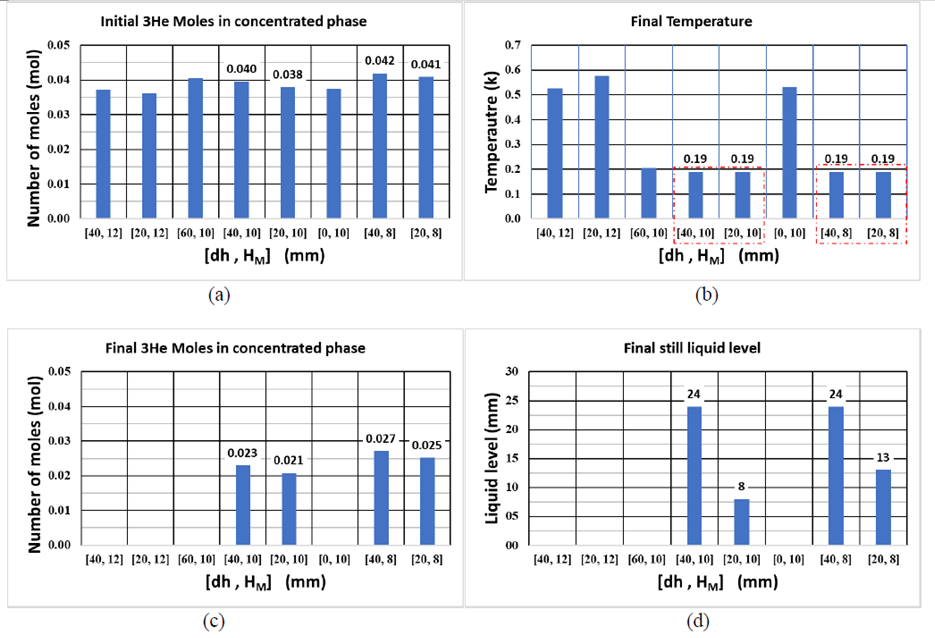 Initial 3He Moles in concentrated phase
Number of moles (mol)
0.05
0.04
0.03
0.02
0.01
0.00
0.040
0.038
0.042
0.041
[40, 12] [20, 12] [60, 10] [40, 10] [20, 10] [0, 10] [40, 8] [20, 8]
[dh , HM] (mm)
(a)
Final Temperature
Temperautre (k)
0.7
0.6
0.5
0.4
0.3
0.2
0.1
0.0
0.19 0.19 0.19 0.19
[40, 12] [20, 12] [60, 10] [40, 10] [20, 10] [0, 10] [40, 8] [20, 8]
[dh , HM] (mm)
(b)
Final 3He Moles in concentrated phase
Number of moles (mol)
0.05
0.04
0.03
0.02
0.01
0.00
0.023
0.021
0.027
0.025
[40, 12] [20, 12] [60, 10] [40, 10] [20, 10] [0, 10] [40, 8] [20, 8]
[dh , HM] (mm)
(c)
Final still liquid level
Liquid level (mm)
30
25
20
15
10
05
00
24
8
24
13
[40, 12] [20, 12] [60, 10] [40, 10] [20, 10] [0, 10] [40, 8] [20, 8]
[dh , HM] (mm)
(d)